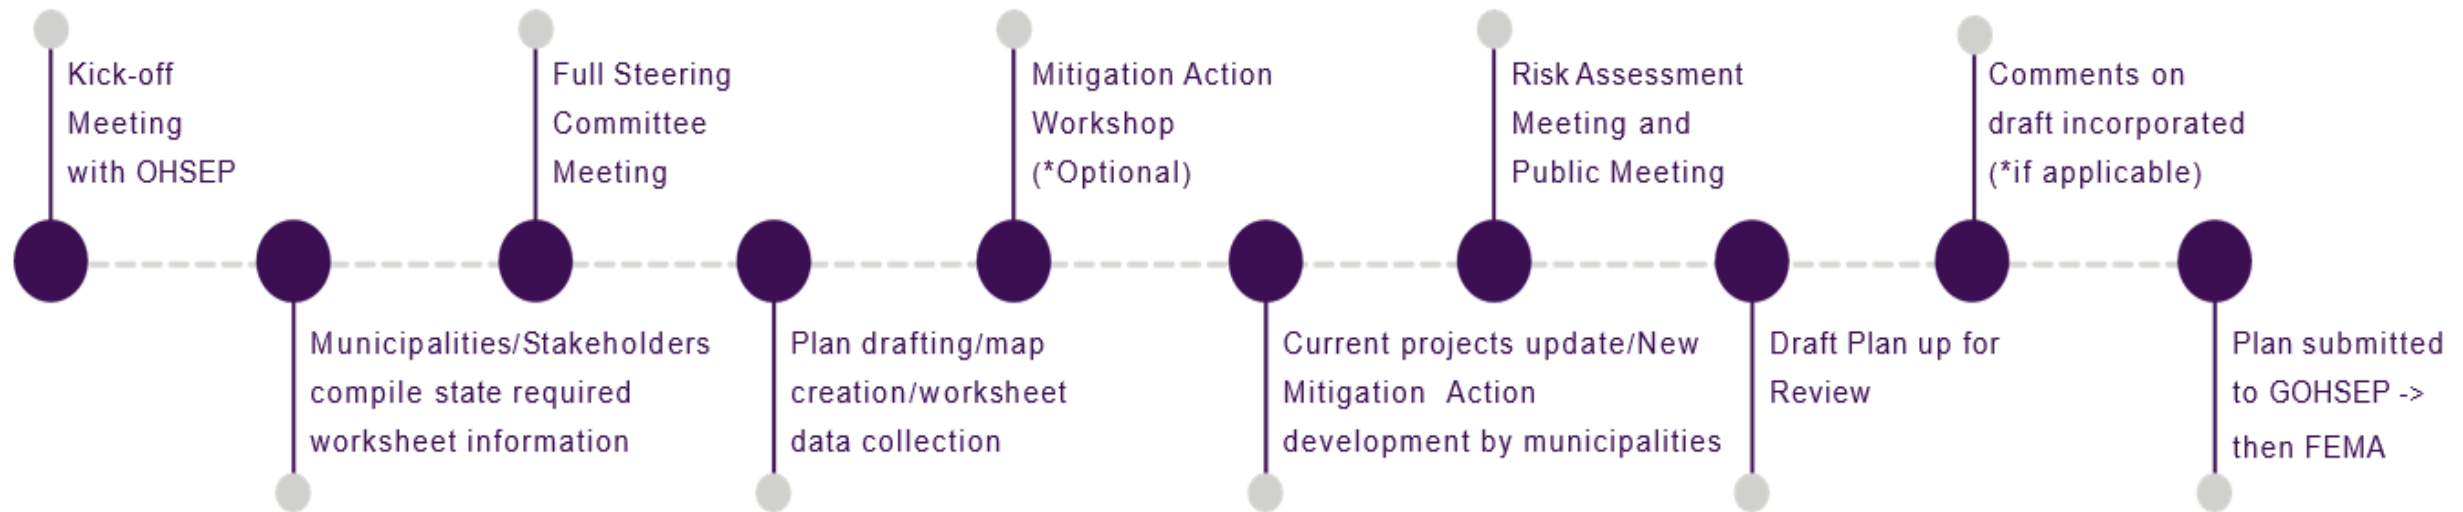 Kick-off
Meeting
with OHSEP
Municipalities/Stakeholders
compile state required
worksheet information
Full Steering
Committee
Meeting
Plan drafting/map
creation/worksheet
data collection
Mitigation Action
Workshop
(*Optional)
Current projects update/New
Mitigation Action
development by municipalities
Risk Assessment
Meeting and
Public Meeting
Draft Plan up for
Review
Comments on
draft incorporated
(*if applicable)
Plan submitted
to GOHSEP ->
then FEMA